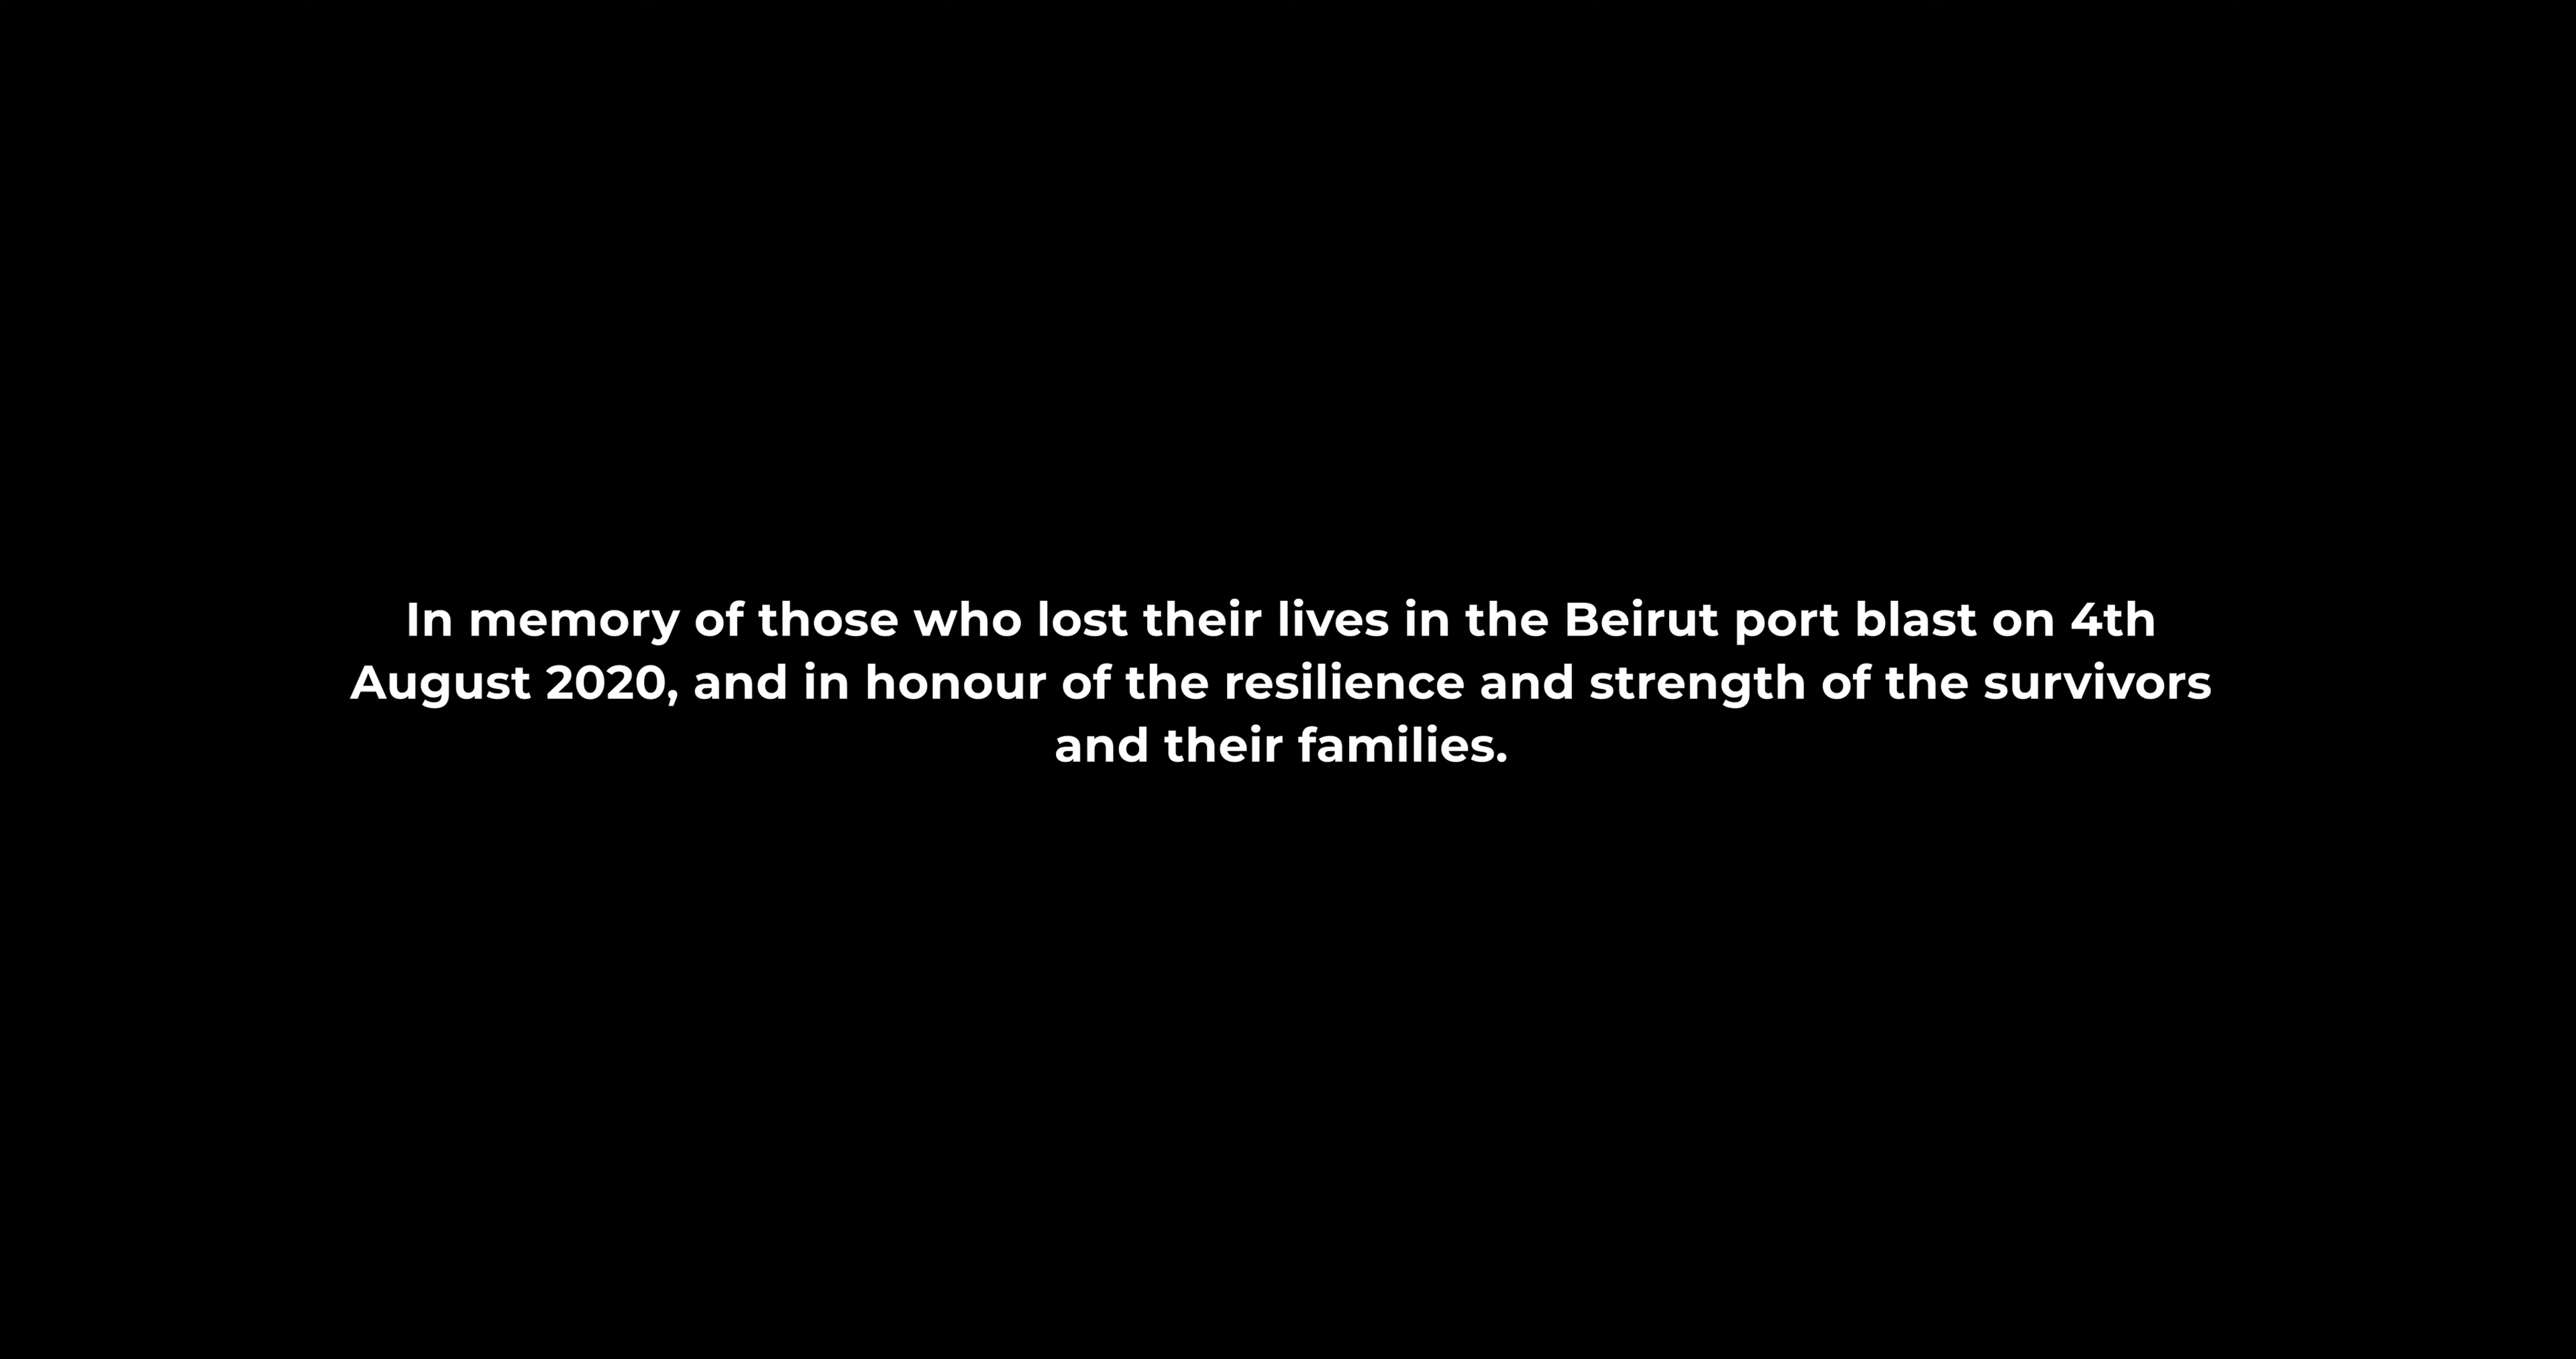 In memory of those who lost their lives in the Beirut port blast on 4th
August 2020, and in honour of the resilience and strength of the survivors
and their families.